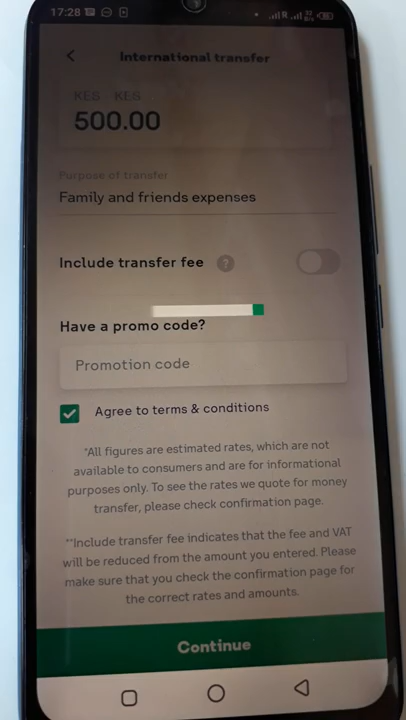 17:28
International transfer
KES - KES
500.00
Purpose of transfer
Family and friends expenses
Include transfer fee ?
Have a promo code?
Promotion code
Agree to terms & conditions
*All figures are estimated rates, which are not
available to consumers and are for informational
purposes only. To see the rates we quote for money
transfer, please check confirmation page.
**Include transfer fee indicates that the fee and VAT
will be reduced from the amount you entered. Please
make sure that you check the confirmation page for
the correct rates and amounts.
Continue